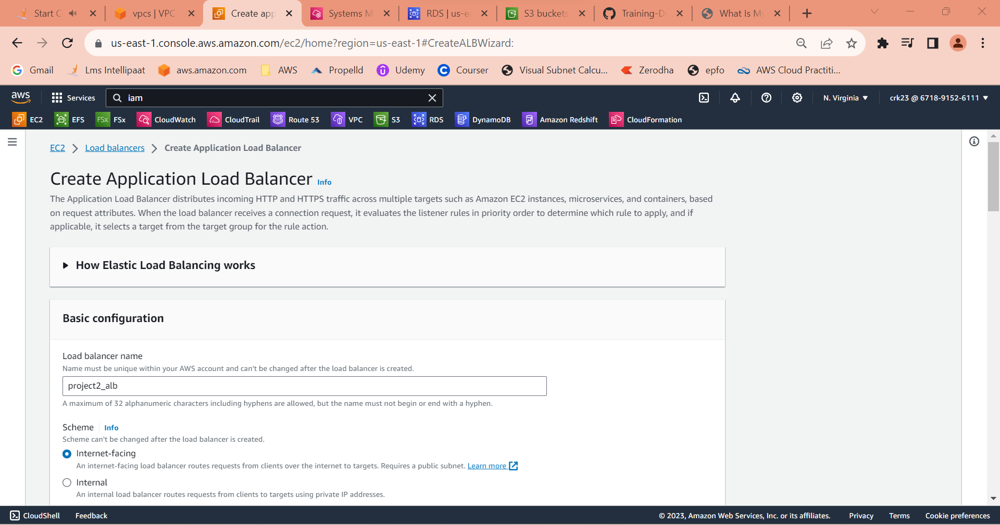 Start C
vpcs | VPC
Create app
Systems M
RDS | us-ea
S3 buckets
Training-D
What Is My
us-east-1.console.aws.amazon.com/ec2/home?region=us-east-1#CreateALBWizard:
Gmail
Lms Intellipaat
aws.amazon.com
AWS
Propelld
Udemy
Courser
Visual Subnet Calcu...
Zerodha
epfo
AWS Cloud Practiti...
aws
Services
iam
N. Virginia
crk23 @ 6718-9152-6111
EC2
EFS
FSx
FSx
CloudWatch
CloudTrail
Route 53
VPC
S3
RDS
DynamoDB
Amazon Redshift
CloudFormation
EC2
Load balancers
Create Application Load Balancer
Create Application Load Balancer Info
The Application Load Balancer distributes incoming HTTP and HTTPS traffic across multiple targets such as Amazon EC2 instances, microservices, and containers, based
on request attributes. When the load balancer receives a connection request, it evaluates the listener rules in priority order to determine which rule to apply, and if
applicable, it selects a target from the target group for the rule action.
How Elastic Load Balancing works
Basic configuration
Load balancer name
Name must be unique within your AWS account and can't be changed after the load balancer is created.
project2_alb
A maximum of 32 alphanumeric characters including hyphens are allowed, but the name must not begin or end with a hyphen.
Scheme Info
Scheme can't be changed after the load balancer is created.
Internet-facing
An internet-facing load balancer routes requests from clients over the internet to targets. Requires a public subnet. Learn more
Internal
An internal load balancer routes requests from clients to targets using private IP addresses.
CloudShell
Feedback
© 2023, Amazon Web Services, Inc. or its affiliates.
Privacy
Terms
Cookie preferences